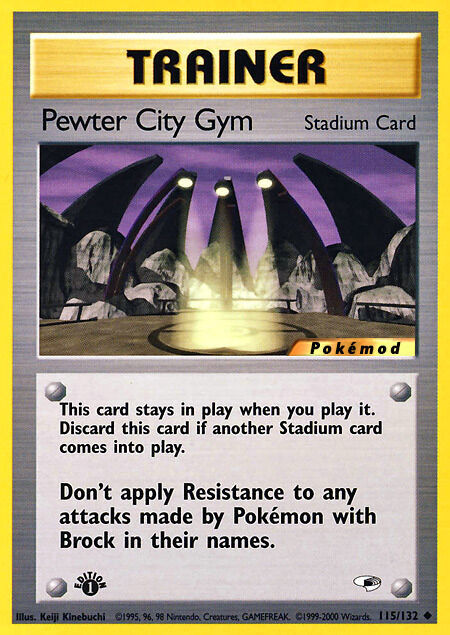 TRAINER
Pewter City Gym Stadium Card
Pokémod
This card stays in play when you play it.
Discard this card if another Stadium card
comes into play.
Don't apply Resistance to any
attacks made by Pokémon with
Brock in their names.
EDITION
1
Illus. Keiji Kinebuchi ©1995, 96, 98 Nintendo, Creatures, GAMEFREAK. ©1999-2000 Wizards. 115/132